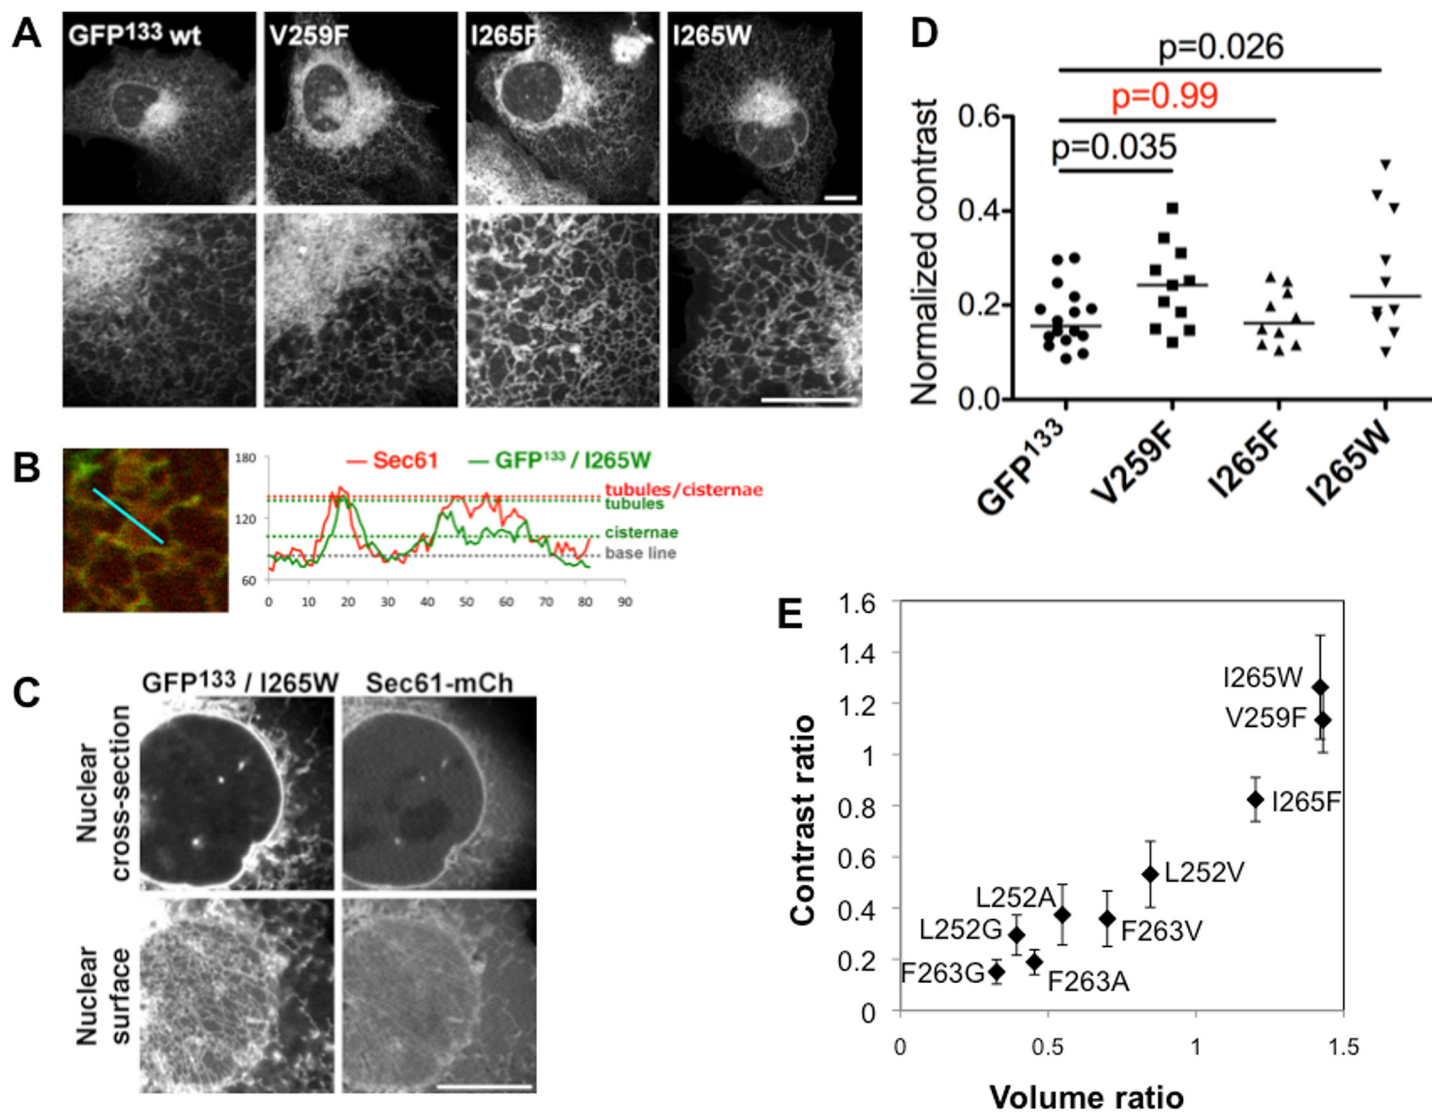 A
GFP133 wt
V259F
I265F
I265W
B
Sec61
GFP133 / I265W
180
120
60
0 10 20 30 40 50 60 70 80 90
tubules/cisternae
tubules
cisternae
base line
C
GFP133 / I265W
Sec61-mCh
Nuclear
cross-section
Nuclear
surface
D
p=0.026
p=0.99
p=0.035
Normalized contrast
0.6
0.4
0.2
0.0
GFP133
V259F
I265F
I265W
E
Contrast ratio
1.6
1.4
1.2
1
0.8
0.6
0.4
0.2
0
I265W
V259F
I265F
L252V
L252A
F263V
L252G
F263G
F263A
0 0.5 1 1.5
Volume ratio